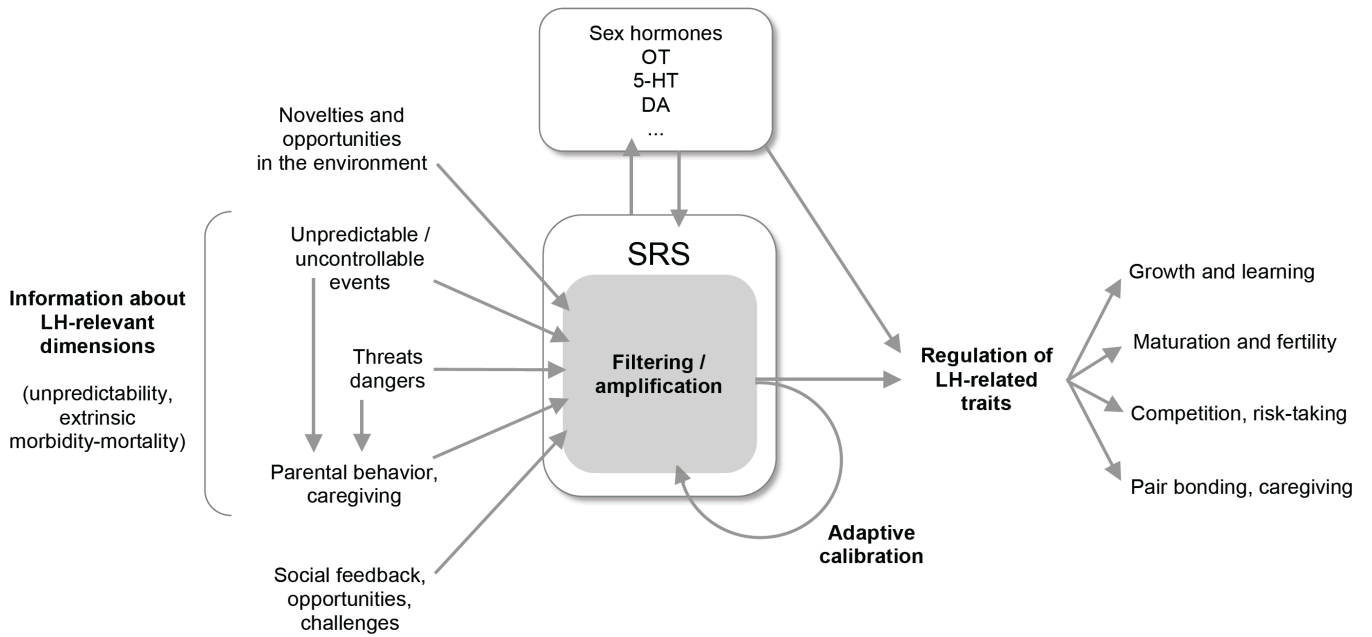 Sex hormones
OT
5-HT
DA
...
Novelties and
opportunities
in the environment
Unpredictable /
uncontrollable
events
Information about
LH-relevant
dimensions
(unpredictability,
extrinsic
morbidity-mortality)
Threats
dangers
Parental behavior,
caregiving
Social feedback,
opportunities,
challenges
SRS
Filtering /
amplification
Adaptive
calibration
Regulation of
LH-related
traits
Growth and learning
Maturation and fertility
Competition, risk-taking
Pair bonding, caregiving